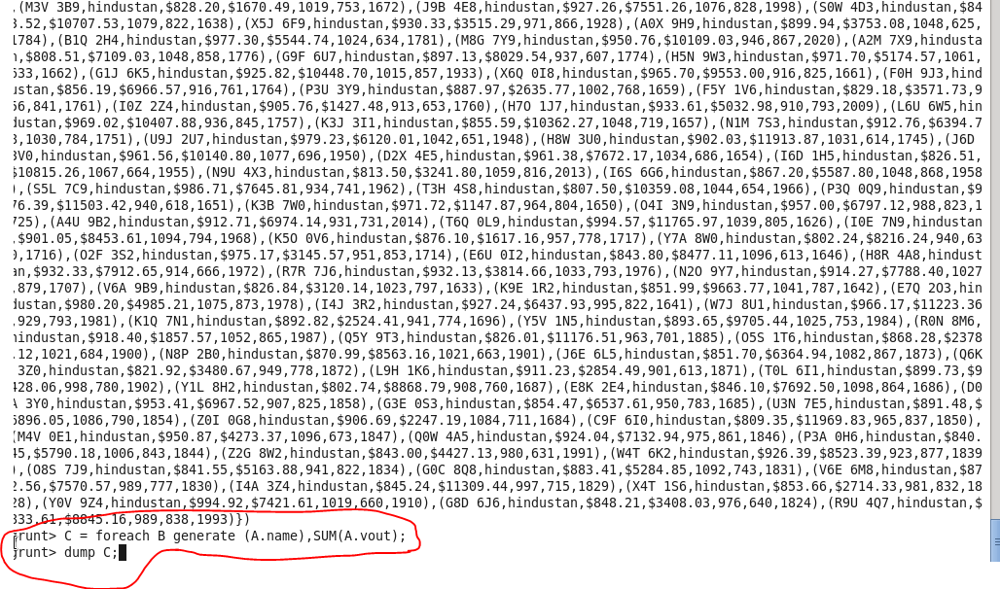 ,(M3V 3B9,hindustan,$828.20,$1670.49,1019,753,1672),(J9B 4E8,hindustan,$927.26,$7551.26,1076,828,1998),(S0W 4D3,hindustan,$84
3.52,$10707.53,1079,822,1638),(X5J 6F9,hindustan,$930.33,$3515.29,971,866,1928),(A0X 9H9,hindustan,$899.94,$3753.08,1048,625,
1784),(B1Q 2H4,hindustan,$977.30,$5544.74,1024,634,1781),(M8G 7Y9,hindustan,$950.76,$10109.03,946,867,2020),(A2M 7X9,hindusta
n,$808.51,$7109.03,1048,858,1776),(G9F 6U7,hindustan,$897.13,$8029.54,937,607,1774),(H5N 9W3,hindustan,$971.70,$5174.57,1061,
633,1662),(G1J 6K5,hindustan,$925.82,$10448.70,1015,857,1933),(X6Q 0I8,hindustan,$965.70,$9553.00,916,825,1661),(F0H 9J3,hind
ustan,$856.19,$6966.57,916,761,1764),(P3U 3Y9,hindustan,$887.97,$2635.77,1002,768,1659),(F5Y 1V6,hindustan,$829.18,$3571.73,9
56,841,1761),(I0Z 2Z4,hindustan,$905.76,$1427.48,913,653,1760),(H7O 1J7,hindustan,$933.61,$5032.98,910,793,2009),(L6U 6W5,hin
dustan,$969.02,$10407.88,936,845,1757),(K3J 3I1,hindustan,$855.59,$10362.27,1048,719,1657),(N1M 7S3,hindustan,$912.76,$6394.7
3,1030,784,1751),(U9J 2U7,hindustan,$979.23,$6120.01,1042,651,1948),(H8W 3U0,hindustan,$902.03,$11913.87,1031,614,1745),(J6D
8V0,hindustan,$961.56,$10140.80,1077,696,1950),(D2X 4E5,hindustan,$961.38,$7672.17,1034,686,1654),(I6D 1H5,hindustan,$826.51,
$10815.26,1067,664,1955),(N9U 4X3,hindustan,$813.50,$3241.80,1059,816,2013),(I6S 6G6,hindustan,$867.20,$5587.80,1048,868,1958
),(S5L 7C9,hindustan,$986.71,$7645.81,934,741,1962),(T3H 4S8,hindustan,$807.50,$10359.08,1044,654,1966),(P3Q 0Q9,hindustan,$9
76.39,$11503.42,940,618,1651),(K3B 7W0,hindustan,$971.72,$1147.87,964,804,1650),(O4I 3N9,hindustan,$957.00,$6797.12,988,823,1
725),(A4U 9B2,hindustan,$912.71,$6974.14,931,731,2014),(T6Q 0L9,hindustan,$994.57,$11765.97,1039,805,1626),(I0E 7N9,hindustan
,$901.05,$8453.61,1094,794,1968),(K5O 0V6,hindustan,$876.10,$1617.16,957,778,1717),(Y7A 8W0,hindustan,$802.24,$8216.24,940,63
0,1716),(O2F 3S2,hindustan,$975.17,$3145.57,951,853,1714),(E6U 0I2,hindustan,$843.80,$8477.11,1096,613,1646),(H8R 4A8,hindust
an,$932.33,$7912.65,914,666,1972),(R7R 7J6,hindustan,$932.13,$3814.66,1033,793,1976),(N2O 9Y7,hindustan,$914.27,$7788.40,1027
,879,1707),(V6A 9B9,hindustan,$826.84,$3120.14,1023,797,1633),(K9E 1R2,hindustan,$851.99,$9663.77,1041,787,1642),(E7Q 2O3,hin
dustan,$980.20,$4985.21,1075,873,1978),(I4J 3R2,hindustan,$927.24,$6437.93,995,822,1641),(W7J 8U1,hindustan,$966.17,$11223.36
,929,793,1981),(K1Q 7N1,hindustan,$892.82,$2524.41,941,774,1696),(Y5V 1N5,hindustan,$893.65,$9705.44,1025,753,1984),(R0N 8M6,
hindustan,$918.40,$1857.57,1052,865,1987),(Q5Y 9T3,hindustan,$826.01,$11176.51,963,701,1885),(O5S 1T6,hindustan,$868.28,$2378
.12,1021,684,1900),(N8P 2B0,hindustan,$870.99,$8563.16,1021,663,1901),(J6E 6L5,hindustan,$851.70,$6364.94,1082,867,1873),(Q6K
3Z0,hindustan,$821.92,$3480.67,949,778,1872),(L9H 1K6,hindustan,$911.23,$2854.49,901,613,1871),(T0L 6I1,hindustan,$899.73,$9
428.06,998,780,1902),(Y1L 8H2,hindustan,$802.74,$8868.79,908,760,1687),(E8K 2E4,hindustan,$846.10,$7692.50,1098,864,1686),(D0
A 3Y0,hindustan,$953.41,$6967.52,907,825,1858),(G3E 0S3,hindustan,$854.47,$6537.61,950,783,1685),(U3N 7E5,hindustan,$891.48,$
6896.05,1086,790,1854),(Z0I 0G8,hindustan,$906.69,$2247.19,1084,711,1684),(C9F 6I0,hindustan,$809.35,$11969.83,965,837,1850),
(M4V 0E1,hindustan,$950.87,$4273.37,1096,673,1847),(Q0W 4A5,hindustan,$924.04,$7132.94,975,861,1846),(P3A 0H6,hindustan,$840.
45,$5790.18,1006,843,1844),(Z2G 8W2,hindustan,$843.00,$4427.13,980,631,1991),(W4T 6K2,hindustan,$926.39,$8523.39,923,877,1839
),(O8S 7J9,hindustan,$841.55,$5163.88,941,822,1834),(G0C 8Q8,hindustan,$883.41,$5284.85,1092,743,1831),(V6E 6M8,hindustan,$87
2.56,$7570.57,989,777,1830),(I4A 3Z4,hindustan,$845.24,$11309.44,997,715,1829),(X4T 1S6,hindustan,$853.66,$2714.33,981,832,18
28),(Y0V 9Z4,hindustan,$994.92,$7421.61,1019,660,1910),(G8D 6J6,hindustan,$848.21,$3408.03,976,640,1824),(R9U 4Q7,hindustan,$
833.61,$8845.16,989,838,1993)})
grunt> C = foreach B generate (A.name),SUM(A.vout);
grunt> dump C;